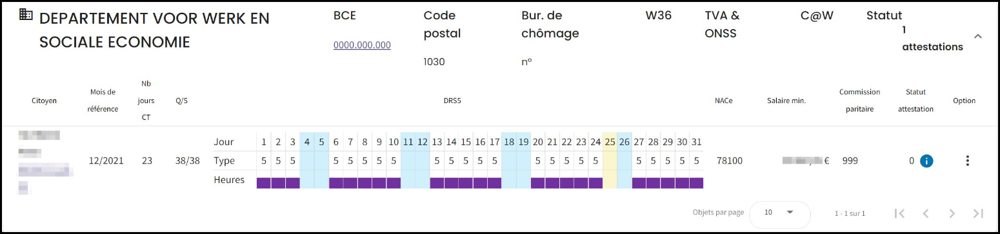 DEPARTEMENT VOOR WERK EN
SOCIALE ECONOMIE
BCE
0000.000.000
Code
postal
1030
Bur. de
chômage
n°
W36
TVA &
ONSS
C@W
Statut
1
attestations
Citoyen
Mois de
référence
Nb
jours
CT
Q/S
DRS5
NACe
Salaire min.
Commission
paritaire
Statut
attestation
Option
12/2021
23
38/38
Jour 1 2 3 4 5 6 7 8 9 10 11 12 13 14 15 16 17 18 19 20 21 22 23 24 25 26 27 28 29 30 31
Type 5 5 5 5 5 5 5 5 5 5 5 5 5 5 5 5 5 5 5 5 5 5 5
Heures
78100
€
999
0
Objets par page
10
1 - 1 sur 1